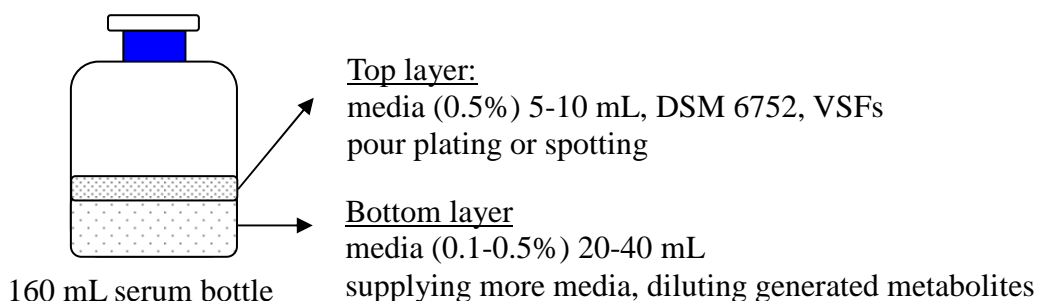 Top layer:
media (0.5%) 5-10 mL, DSM 6752, VSFs
pour plating or spotting
Bottom layer
media (0.1-0.5%) 20-40 mL
supplying more media, diluting generated metabolites
160 mL serum bottle